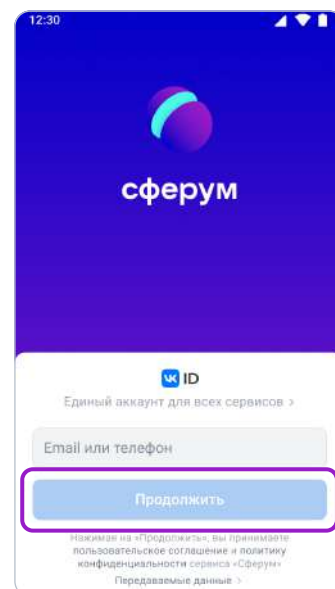 12:30
сферум
VK ID
Единый аккаунт для всех сервисов >
Email или телефон
Продолжить
Нажимая на «Продолжить», вы принимаете
пользовательское соглашение и политику
конфиденциальности сервиса «Сферум»
Передаваемые данные >